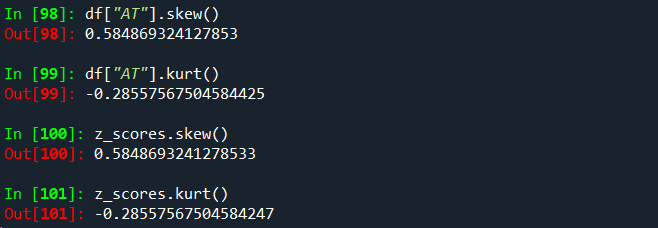 In [98]: df["AT"].skew()
Out[98]: 0.584869324127853
In [99]: df["AT"].kurt()
Out[99]: -0.28557567504584425
In [100]: z_scores.skew()
Out[100]: 0.5848693241278533
In [101]: z_scores.kurt()
Out[101]: -0.28557567504584247